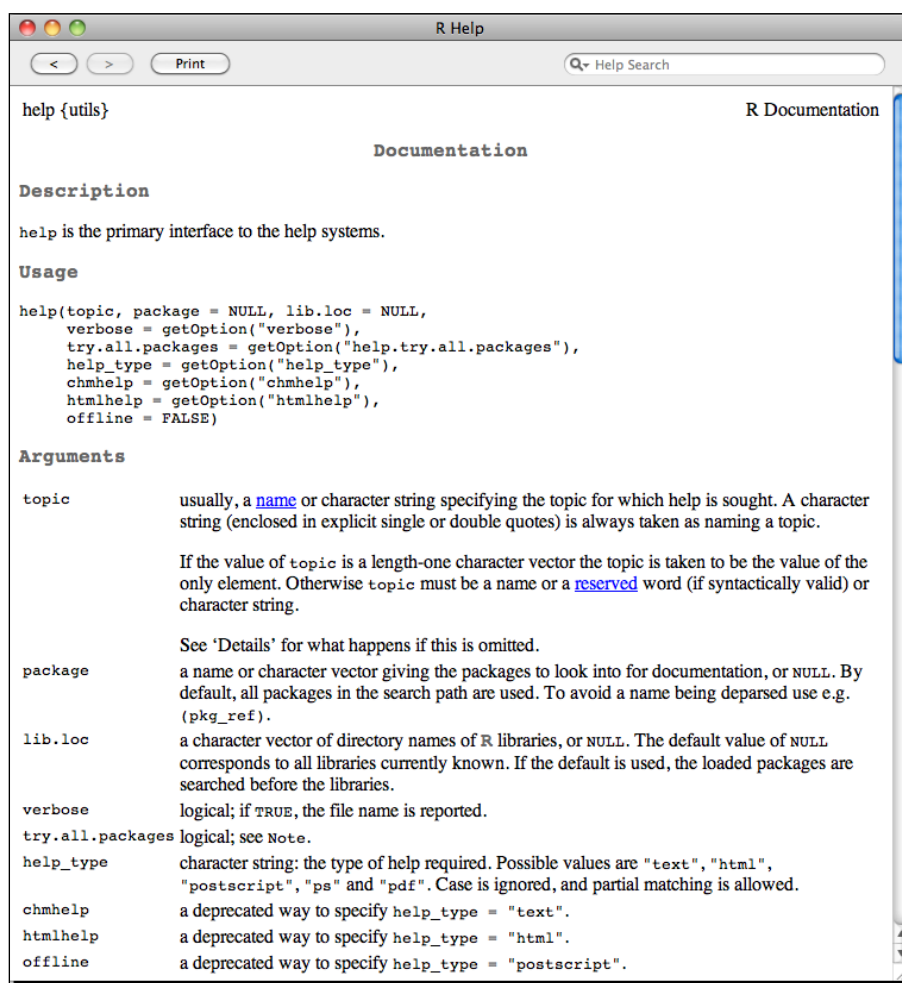 R Help
< > Print Help Search
help {utils} R Documentation
Documentation
Description
help is the primary interface to the help systems.
Usage
help(topic, package = NULL, lib.loc = NULL,
verbose = getOption("verbose"),
try.all.packages = getOption("help.try.all.packages"),
help_type = getOption("help_type"),
chmhelp = getOption("chmhelp"),
htmlhelp = getOption("htmlhelp"),
offline = FALSE)
Arguments
topic usually, a name or character string specifying the topic for which help is sought. A character
string (enclosed in explicit single or double quotes) is always taken as naming a topic.
If the value of topic is a length-one character vector the topic is taken to be the value of the
only element. Otherwise topic must be a name or a reserved word (if syntactically valid) or
character string.
See ‘Details’ for what happens if this is omitted.
package a name or character vector giving the packages to look into for documentation, or NULL. By
default, all packages in the search path are used. To avoid a name being deparsed use e.g.
(pkg_ref).
lib.loc a character vector of directory names of R libraries, or NULL. The default value of NULL
corresponds to all libraries currently known. If the default is used, the loaded packages are
searched before the libraries.
verbose logical; if TRUE, the file name is reported.
try.all.packages logical; see Note.
help_type character string: the type of help required. Possible values are "text", "html",
"postscript", "ps" and "pdf". Case is ignored, and partial matching is allowed.
chmhelp a deprecated way to specify help_type = "text".
htmlhelp a deprecated way to specify help_type = "html".
offline a deprecated way to specify help_type = "postscript".